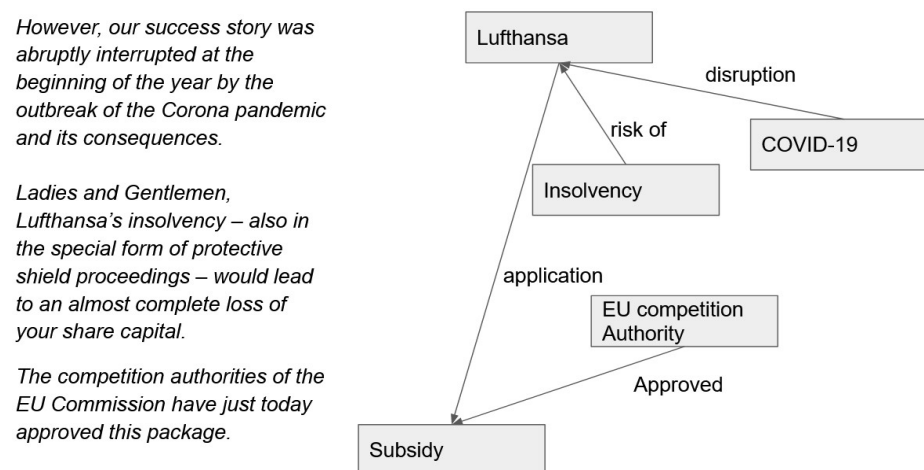 However, our success story was
abruptly interrupted at the
beginning of the year by the
outbreak of the Corona pandemic
and its consequences.
Ladies and Gentlemen,
Lufthansa's insolvency – also in
the special form of protective
shield proceedings – would lead
to an almost complete loss of
your share capital.
The competition authorities of the
EU Commission have just today
approved this package.
Lufthansa
disruption
risk of
COVID-19
Insolvency
application
EU competition
Authority
Approved
Subsidy